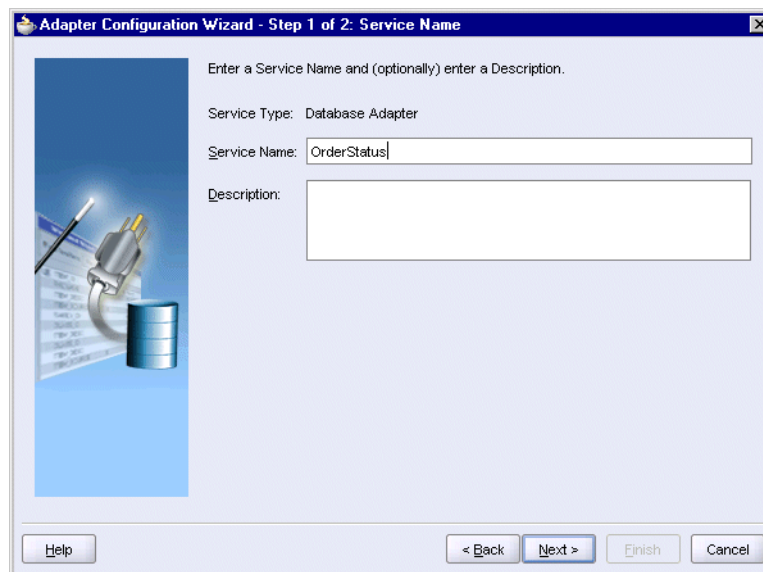 Adapter Configuration Wizard - Step 1 of 2: Service Name
Enter a Service Name and (optionally) enter a Description.
Service Type: Database Adapter
Service Name: OrderStatus
Description:
Help < Back Next > Finish Cancel